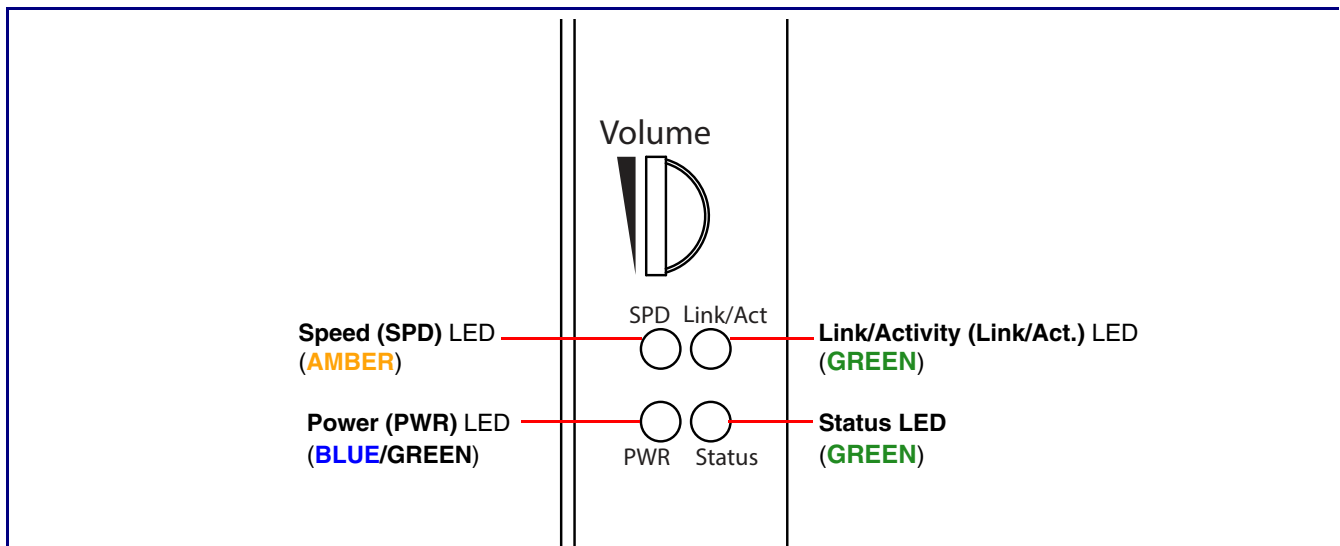 Volume
SPD Link/Act
Speed (SPD) LED
(AMBER)
Link/Activity (Link/Act.) LED
(GREEN)
Power (PWR) LED
(BLUE/GREEN)
Status LED
(GREEN)
PWR Status